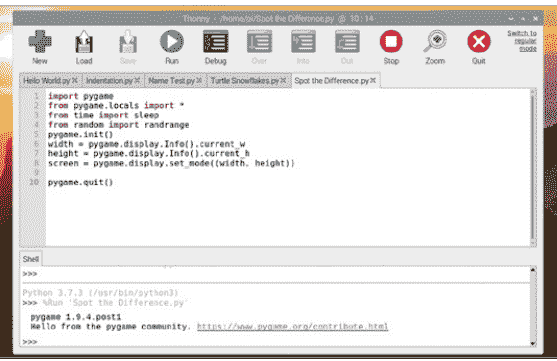 Thonny - /home/pi/Spot the Difference.py @ 10:14
New Load Save Run Debug Over Into Out Stop Zoom Quit
Switch to
regular
mode
Hello World.py Indentation.py Name Test.py Turtle Snowflakes.py Spot the Difference.py
1 import pygame
2 from pygame.locals import *
3 from time import sleep
4 from random import randrange
5 pygame.init()
6 width = pygame.display.Info().current_w
7 height = pygame.display.Info().current_h
8 screen = pygame.display.set_mode((width, height))
9
10 pygame.quit()
Shell
>>>
Python 3.7.3 (/usr/bin/python3)
>>> %Run 'Spot the Difference.py'
pygame 1.9.4.post1
Hello from the pygame community. https://www.pygame.org/contribute.html
>>>